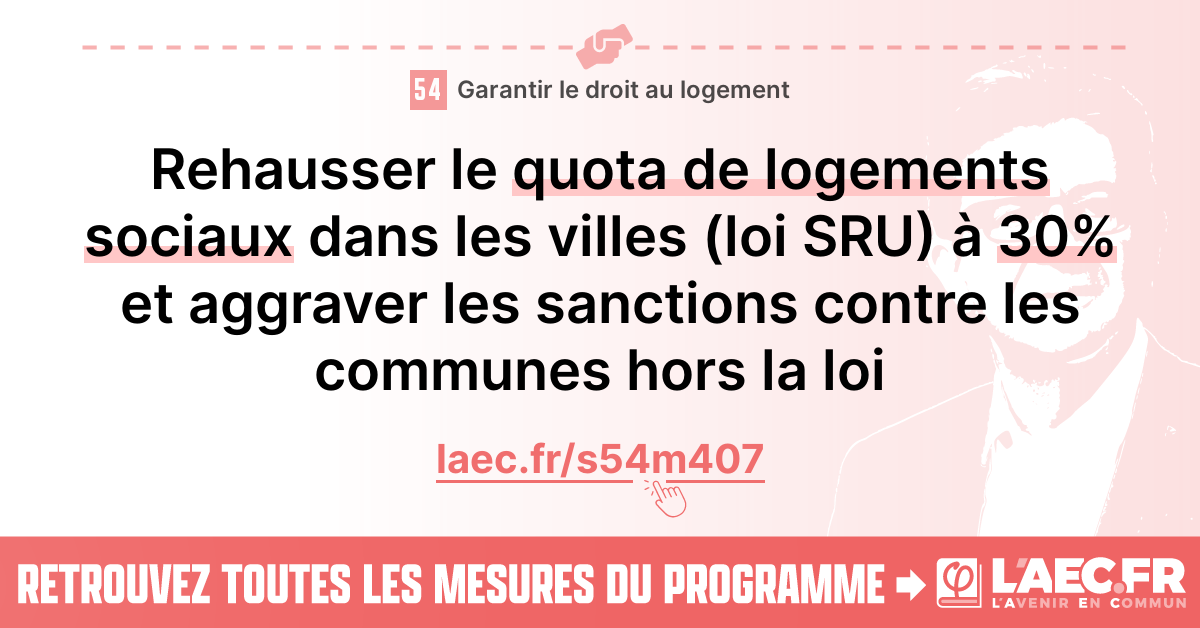 54 Garantir le droit au logement
Rehausser le quota de logements
sociaux dans les villes (loi SRU) à 30%
et aggraver les sanctions contre les
communes hors la loi
laec.fr/s54m407
RETROUVEZ TOUTES LES MESURES DU PROGRAMME → φ L'AEC.FR
L'AVENIR EN COMMUN